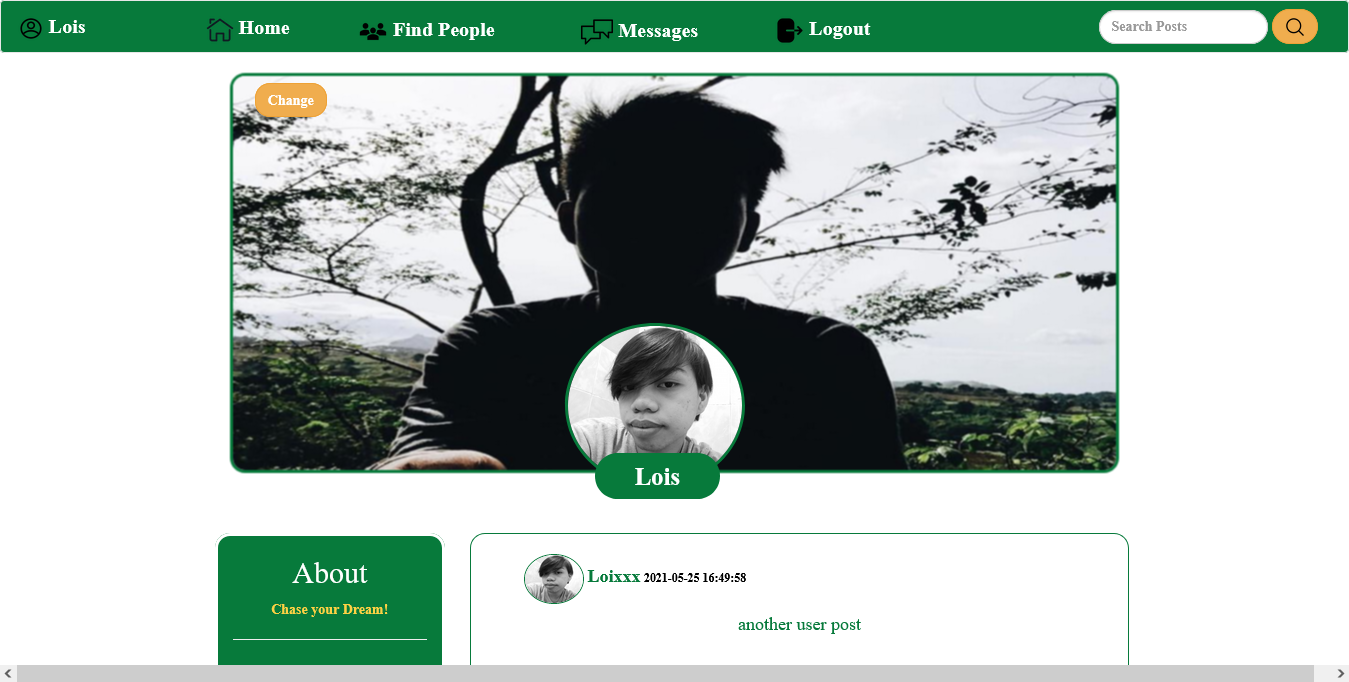 Lois Home Find People Messages Logout Search Posts
Change
Lois
About
Chase your Dream!
Loixxx 2021-05-25 16:49:58
another user post